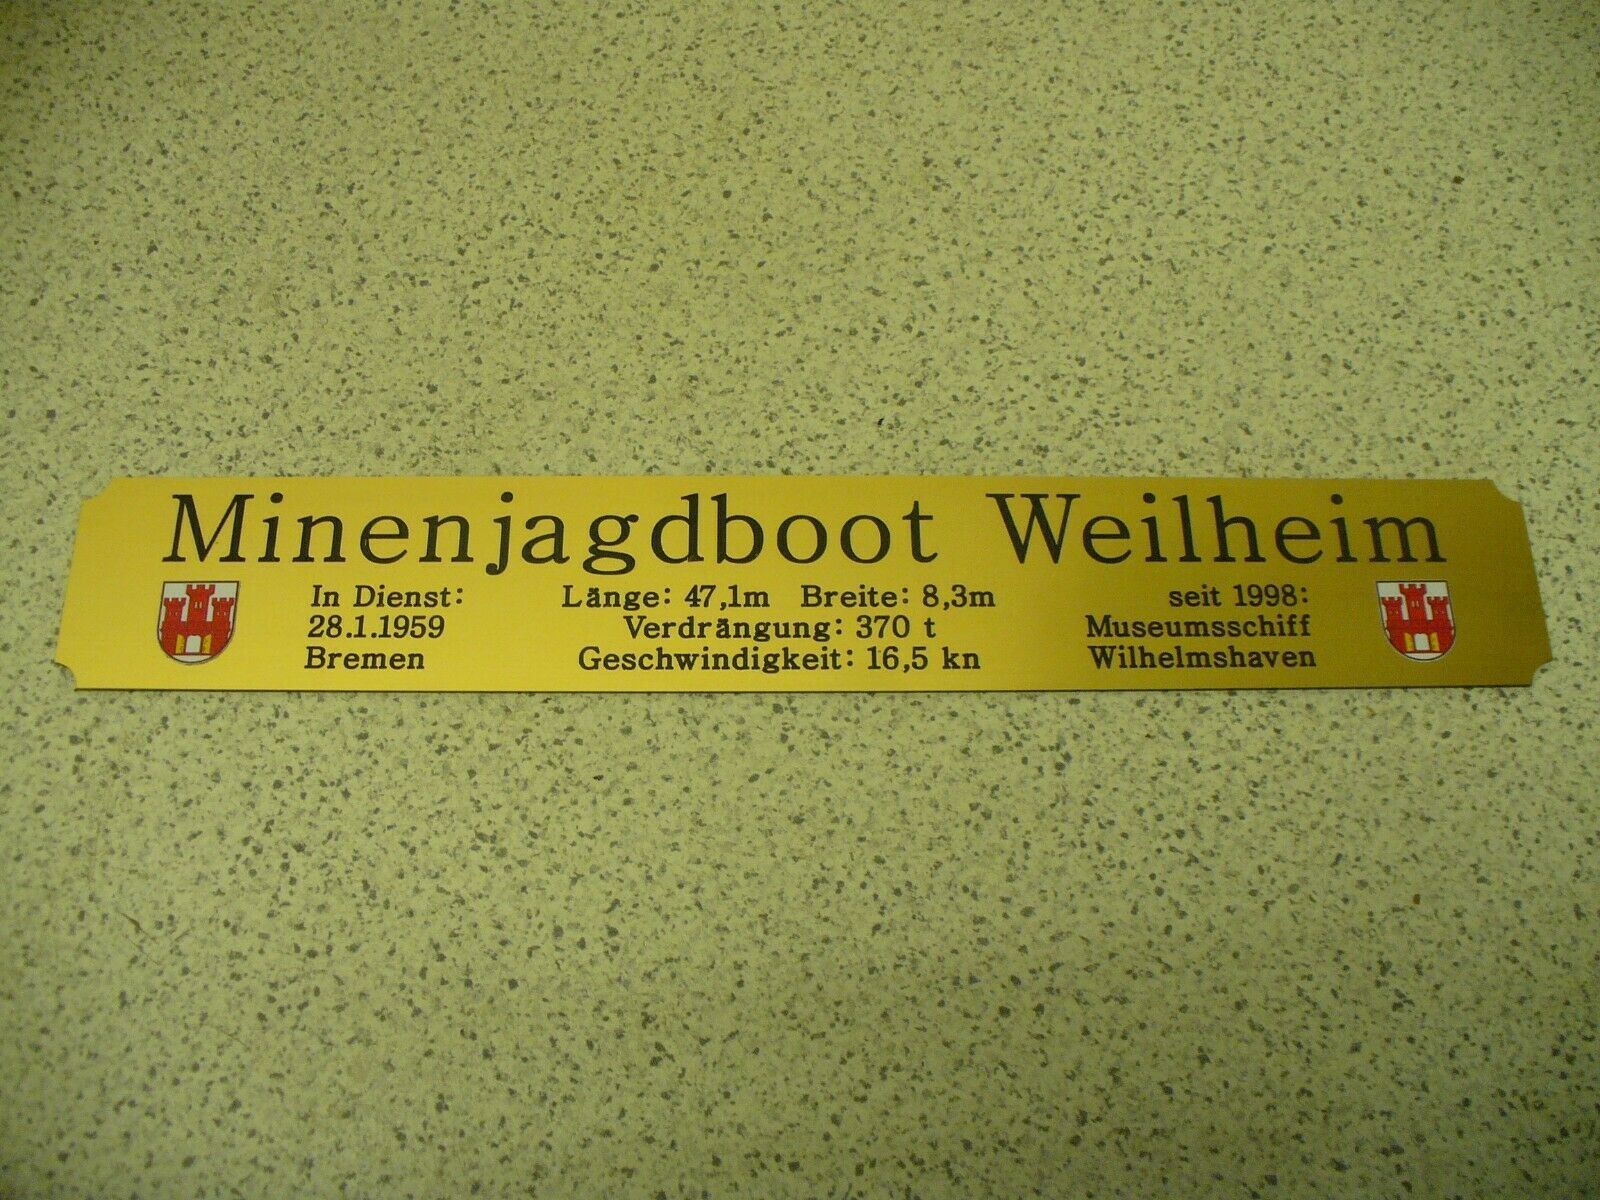 Minenjagdboot Weilheim
In Dienst:
28.1.1959
Bremen
Länge: 47,1m Breite: 8,3m
Verdrängung: 370 t
Geschwindigkeit: 16,5 kn
seit 1998:
Museumsschiff
Wilhelmshaven